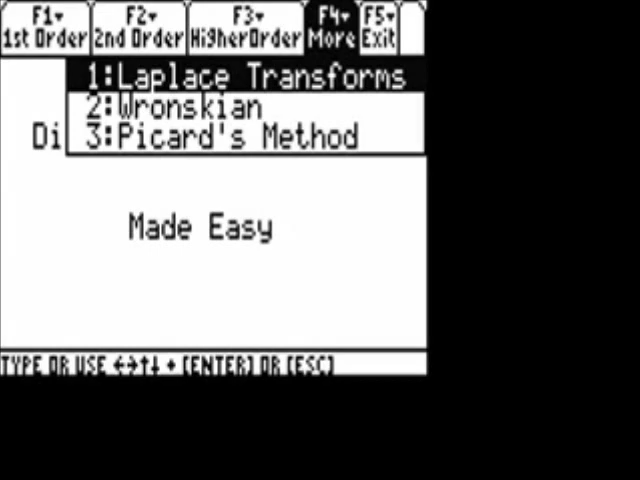 F1▾ F2▾ F3▾ F4▾ F5▾
1st Order 2nd Order HigherOrder More Exit
1:Laplace Transforms
2:Wronskian
Di 3:Picard's Method
Made Easy
TYPE OR USE ←→↑↓ + [ENTER] OR [ESC]